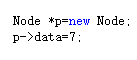 Node *p=new Node;
p->data=7;